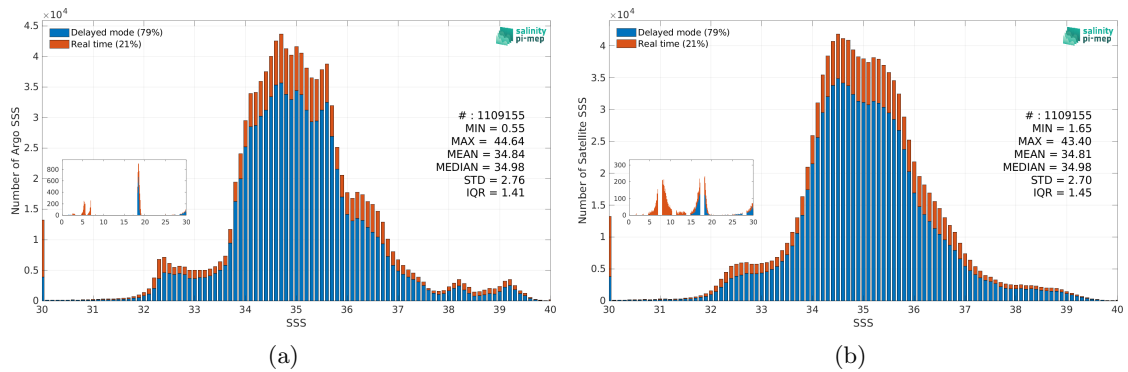 ×10⁴
4.5
4
3.5
3
2.5
2
1.5
1
0.5
0
Number of Argo SSS
Delayed mode (79%)
Real time (21%)
salinity
pi-mep
# : 1109155
MIN = 0.55
MAX = 44.64
MEAN = 34.84
MEDIAN = 34.98
STD = 2.76
IQR = 1.41
800
600
400
200
0
0 5 10 15 20 25 30
30 31 32 33 34 35 36 37 38 39 40
SSS
(a)
×10⁴
4
3.5
3
2.5
2
1.5
1
0.5
0
Number of Satellite SSS
Delayed mode (79%)
Real time (21%)
salinity
pi-mep
# : 1109155
MIN = 1.65
MAX = 43.40
MEAN = 34.81
MEDIAN = 34.98
STD = 2.70
IQR = 1.45
300
200
100
0
0 5 10 15 20 25 30
30 31 32 33 34 35 36 37 38 39 40
SSS
(b)